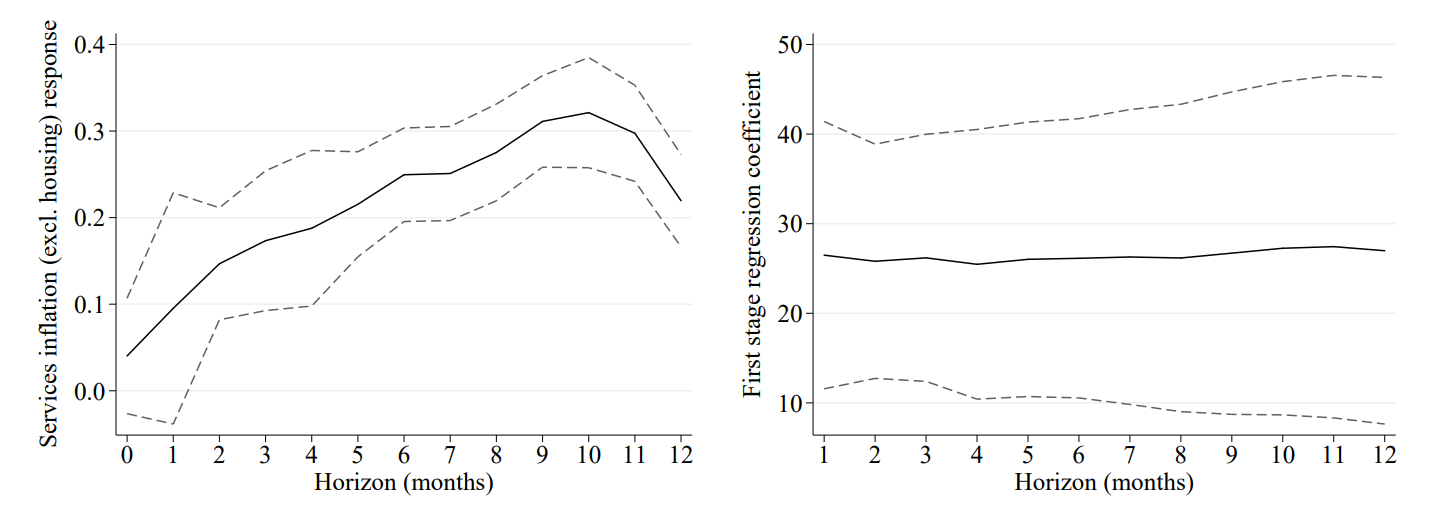 Services inflation (excl. housing) response
0.4
0.3
0.2
0.1
0.0
0 1 2 3 4 5 6 7 8 9 10 11 12
Horizon (months)
First stage regression coefficient
50
40
30
20
10
1 2 3 4 5 6 7 8 9 10 11 12
Horizon (months)